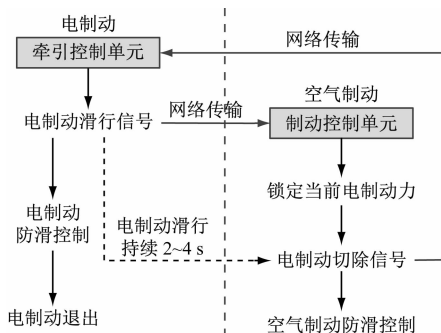 电制动
网络传输
牵引控制单元
空气制动
网络传输
电制动滑行信号
制动控制单元
锁定当前电制动力
电制动
防滑控制
电制动滑行
持续 2~4 s
电制动切除信号
电制动退出
空气制动防滑控制